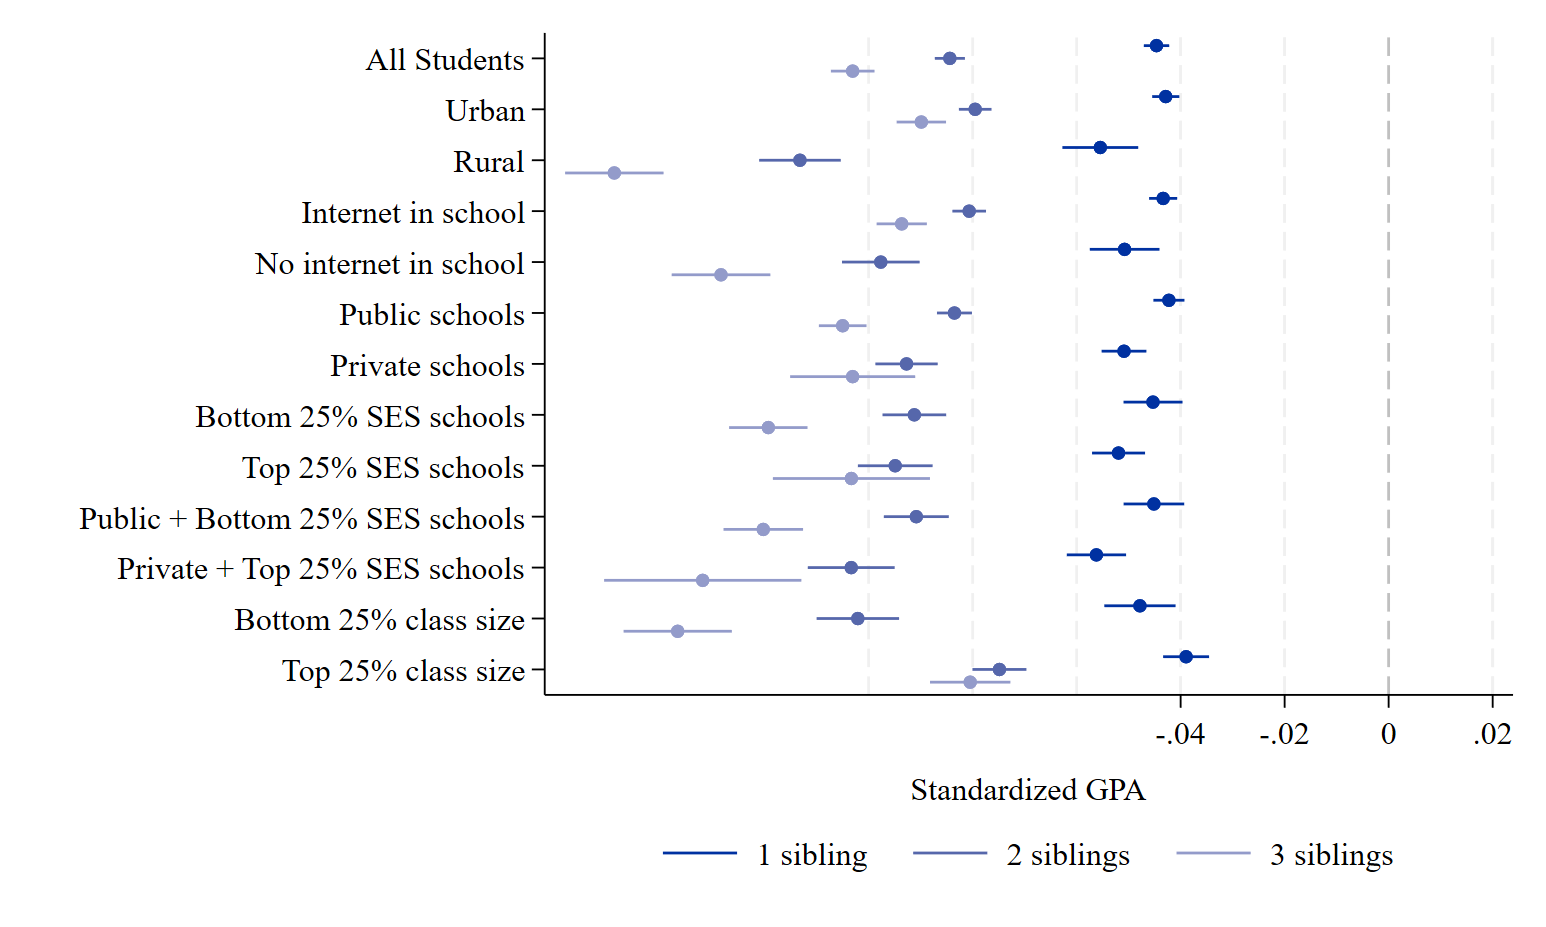 All Students
Urban
Rural
Internet in school
No internet in school
Public schools
Private schools
Bottom 25% SES schools
Top 25% SES schools
Public + Bottom 25% SES schools
Private + Top 25% SES schools
Bottom 25% class size
Top 25% class size
-.04 -.02 0 .02
Standardized GPA
1 sibling 2 siblings 3 siblings